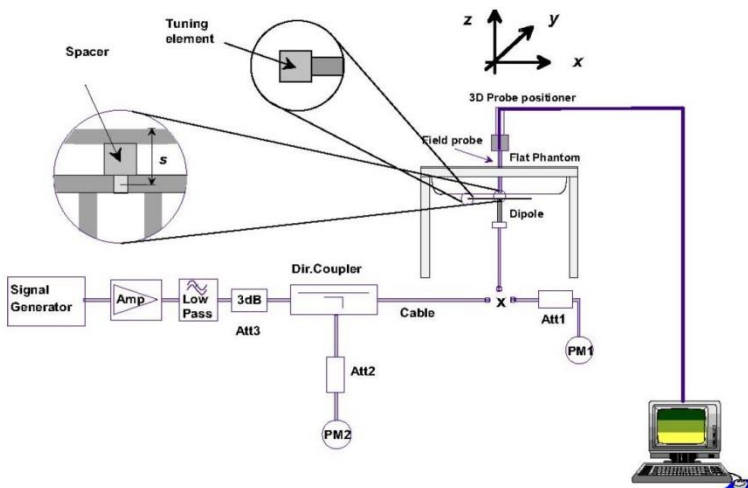 Tuning
element
Spacer
s
z
y
x
3D Probe positioner
Field probe
Flat Phantom
Dipole
Signal
Generator
Amp
Low
Pass
3dB
Att3
Dir.Coupler
Cable
x
Att1
PM1
Att2
PM2